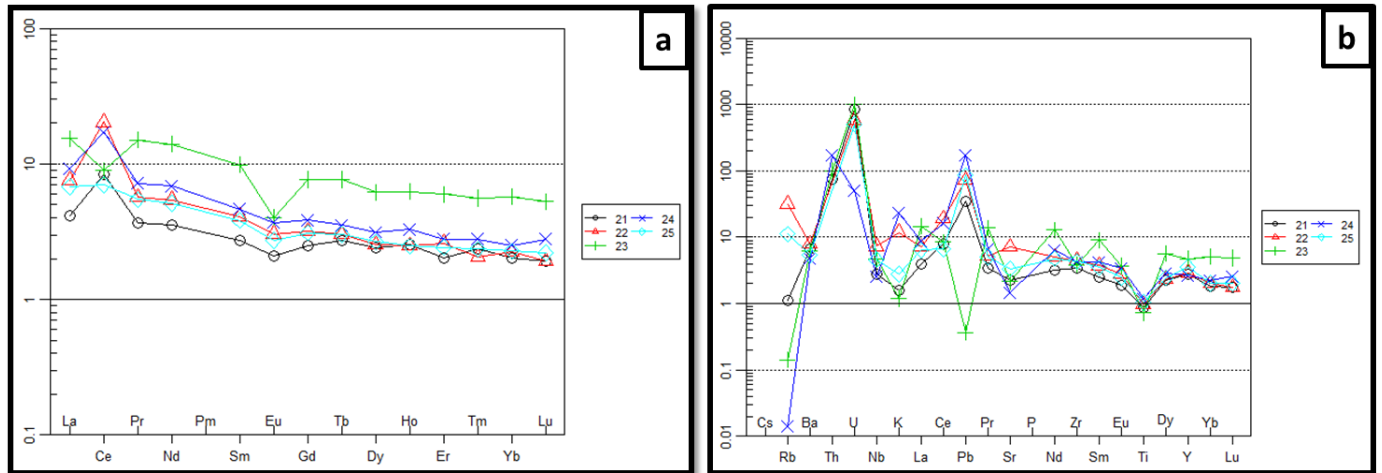 a
100
10
1
0.1
La Pr Pm Eu Tb Ho Tm Lu
Ce Nd Sm Gd Dy Er Yb
21 24
22 25
23
b
10000
1000
100
10
1
0.1
0.01
Cs Ba U K Ce Pr P Zr Eu Dy Yb
Rb Th Nb La Pb Sr Nd Sm Ti Y Lu
21 24
22 25
23